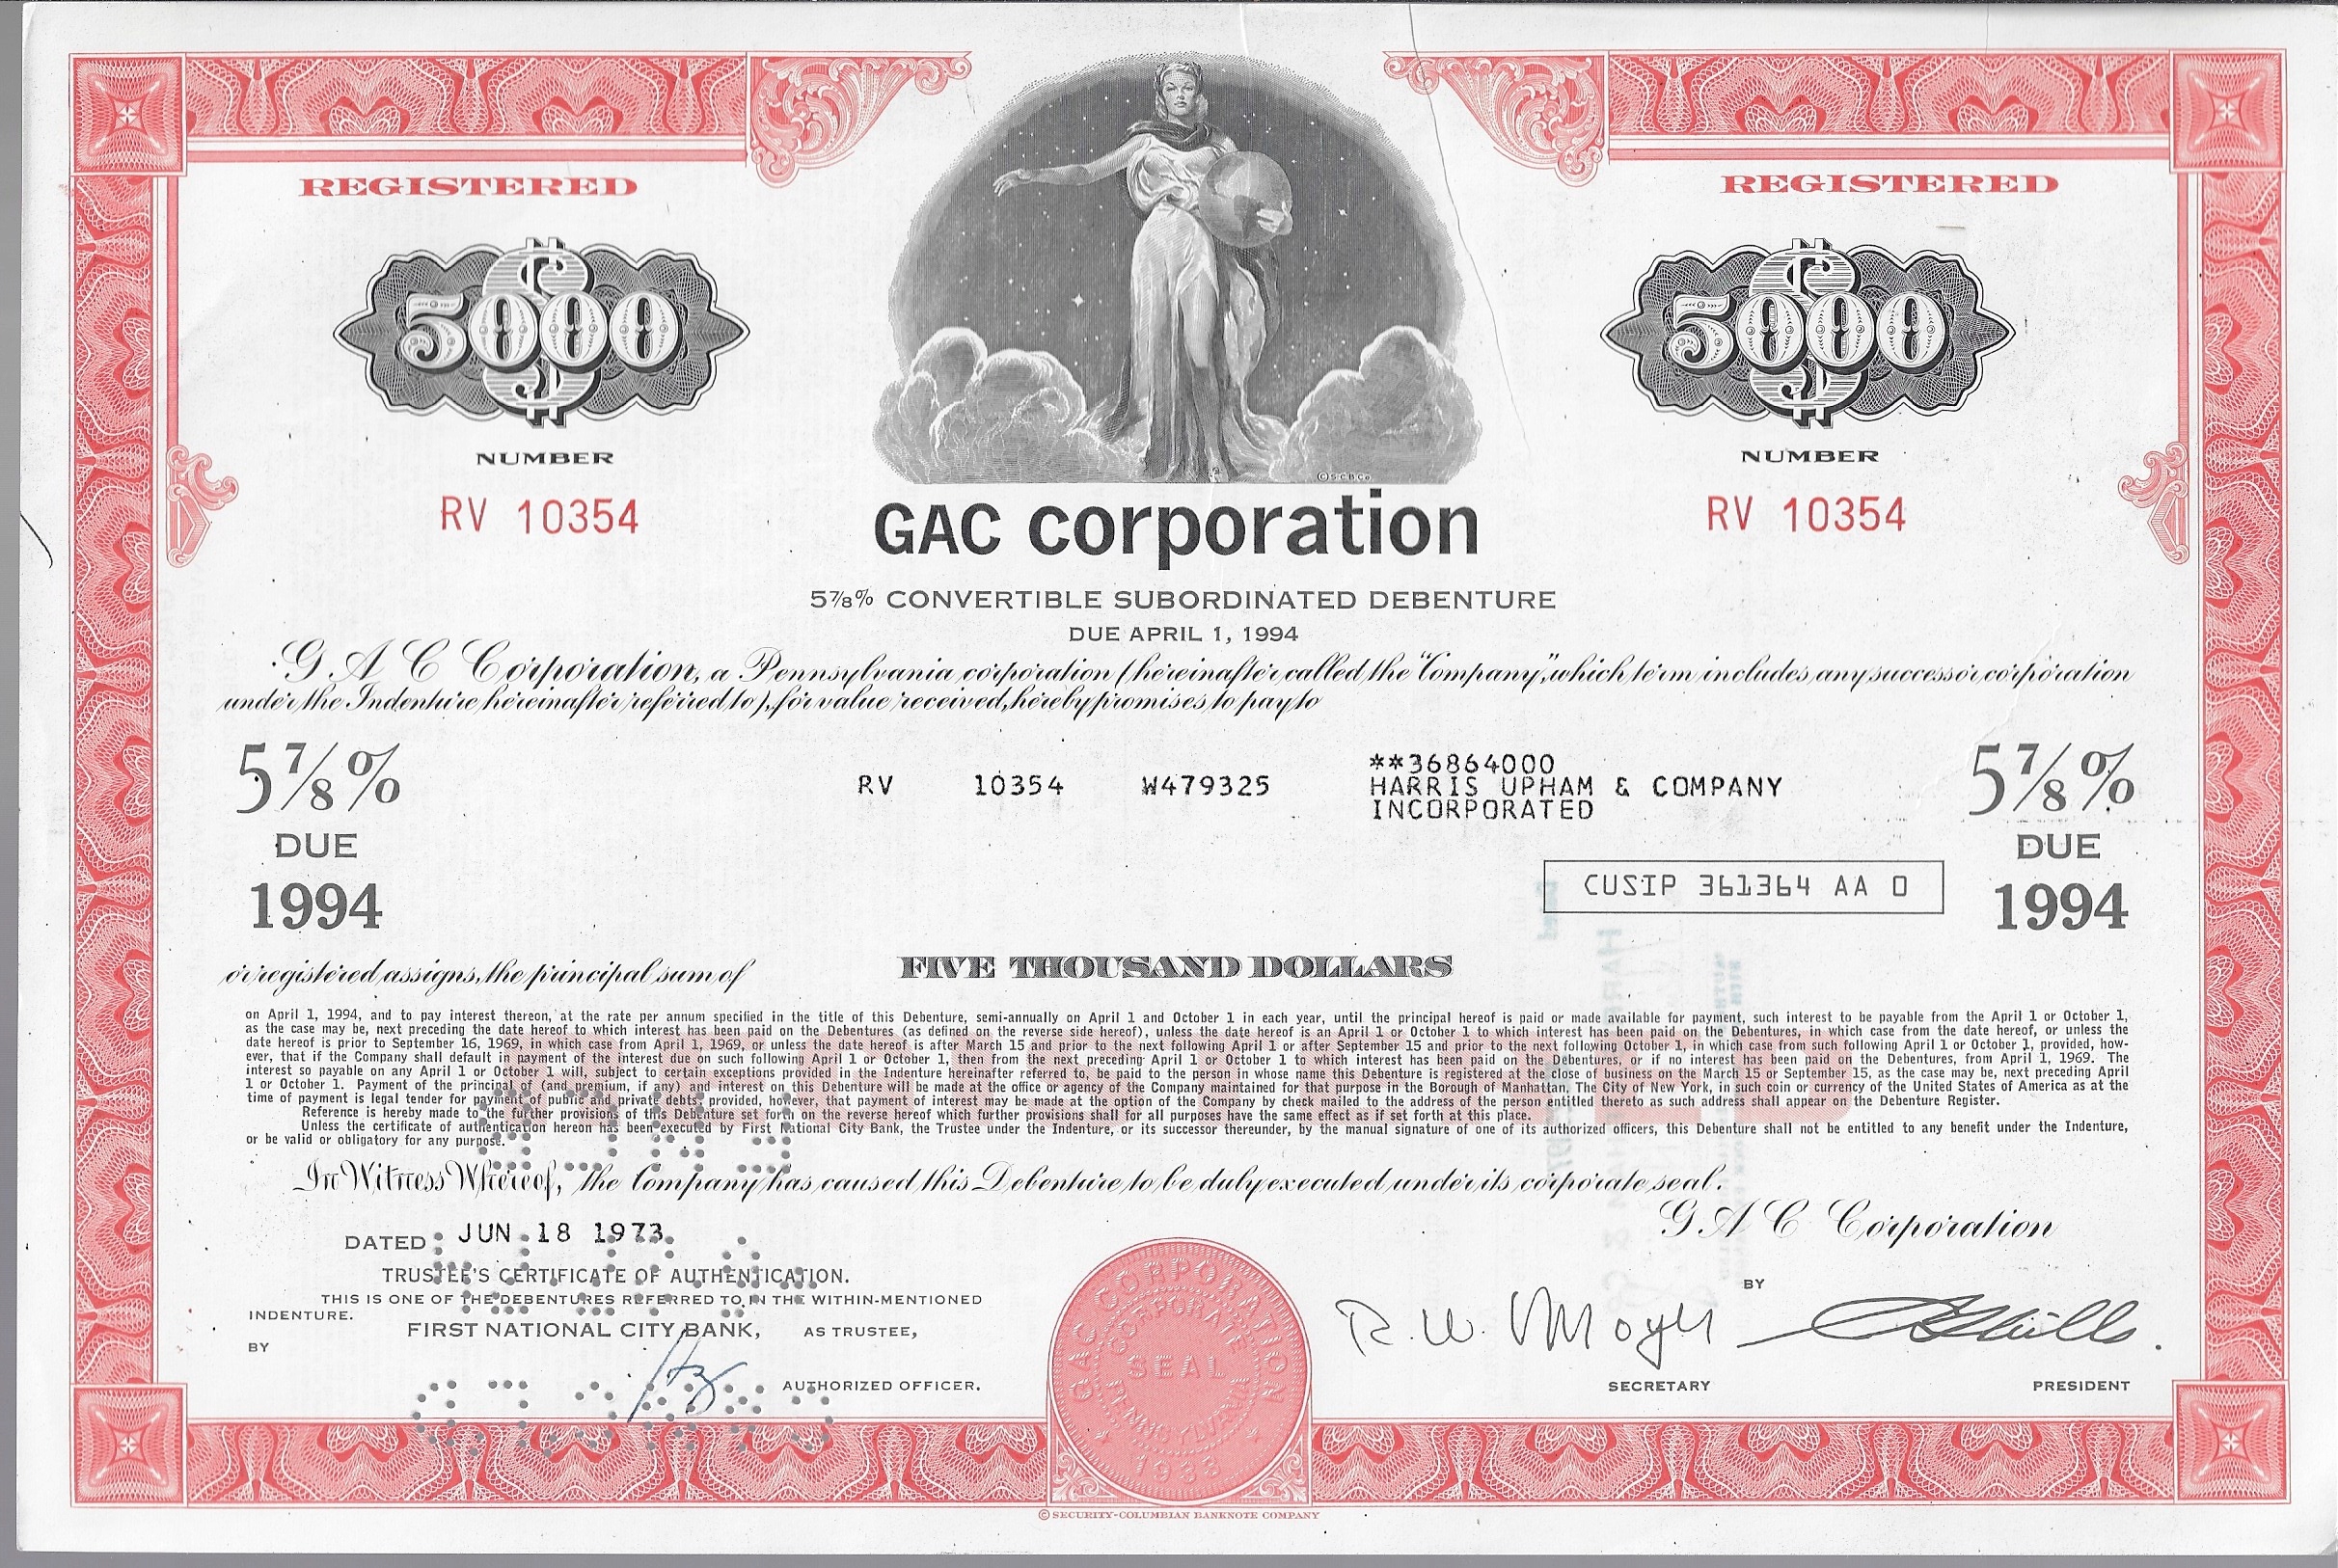 REGISTERED
REGISTERED
$5000
$5000
©S.C.B.Co
NUMBER
NUMBER
RV 10354
RV 10354
GAC corporation
5⅞% CONVERTIBLE SUBORDINATED DEBENTURE
DUE APRIL 1, 1994
G A C Corporation, a Pennsylvania corporation (hereinafter called the "Company", which term includes any successor corporation
under the Indenture hereinafter referred to), for value received, hereby promises to pay to
5⅞%
DUE
1994
RV 10354 W479325
**36864000
HARRIS UPHAM & COMPANY
INCORPORATED
5⅞%
DUE
1994
CUSIP 361364 AA 0
or registered assigns, the principal sum of FIVE THOUSAND DOLLARS
on April 1, 1994, and to pay interest thereon, at the rate per annum specified in the title of this Debenture, semi-annually on April 1 and October 1 in each year, until the principal hereof is paid or made available for payment, such interest to be payable from the April 1 or October 1,
as the case may be, next preceding the date hereof to which interest has been paid on the Debentures (as defined on the reverse side hereof), unless the date hereof is an April 1 or October 1 to which interest has been paid on the Debentures, in which case from the date hereof, or unless the
date hereof is prior to September 16, 1969, in which case from April 1, 1969, or unless the date hereof is after March 15 and prior to the next following April 1 or after September 15 and prior to the next following October 1, in which case from such following April 1 or October 1, provided, how-
ever, that if the Company shall default in payment of the interest due on such following April 1 or October 1, then from the next preceding April 1 or October 1 to which interest has been paid on the Debentures, or if no interest has been paid on the Debentures, from April 1, 1969. The
interest so payable on any April 1 or October 1 will, subject to certain exceptions provided in the Indenture hereinafter referred to, be paid to the person in whose name this Debenture is registered at the close of business on the March 15 or September 15, as the case may be, next preceding April
1 or October 1. Payment of the principal of (and premium, if any) and interest on this Debenture will be made at the office or agency of the Company maintained for that purpose in the Borough of Manhattan, The City of New York, in such coin or currency of the United States of America as at the
time of payment is legal tender for payment of public and private debts; provided, however, that payment of interest may be made at the option of the Company by check mailed to the address of the person entitled thereto as such address shall appear on the Debenture Register.
Reference is hereby made to the further provisions of this Debenture set forth on the reverse hereof which further provisions shall for all purposes have the same effect as if set forth at this place.
Unless the certificate of authentication hereon has been executed by First National City Bank, the Trustee under the Indenture, or its successor thereunder, by the manual signature of one of its authorized officers, this Debenture shall not be entitled to any benefit under the Indenture,
or be valid or obligatory for any purpose.
In Witness Whereof, the Company has caused this Debenture to be duly executed under its corporate seal.
G A C Corporation
DATED JUN 18 1973
TRUSTEE'S CERTIFICATE OF AUTHENTICATION.
THIS IS ONE OF THE DEBENTURES REFERRED TO IN THE WITHIN-MENTIONED
INDENTURE.
FIRST NATIONAL CITY BANK, AS TRUSTEE,
BY
AUTHORIZED OFFICER.
GAC CORPORATION
CORPORATE
SEAL
PENNSYLVANIA
1933
BY
R. W. Moyer
SECRETARY
PRESIDENT
© SECURITY-COLUMBIAN BANKNOTE COMPANY